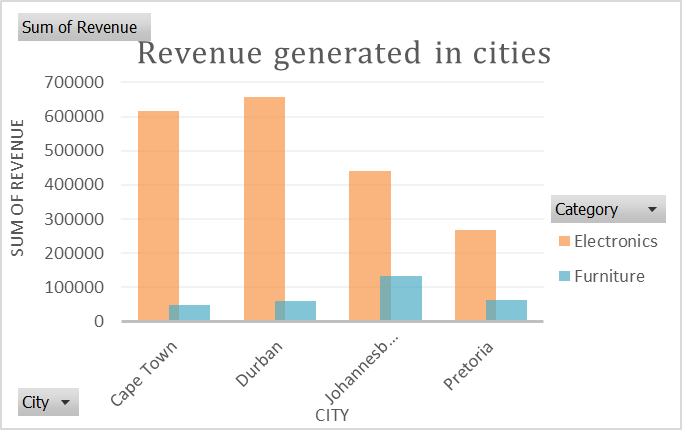 Sum of Revenue
Revenue generated in cities
SUM OF REVENUE
700000
600000
500000
400000
300000
200000
100000
0
Cape Town
Durban
Johannesb...
Pretoria
CITY
City
Category
Electronics
Furniture